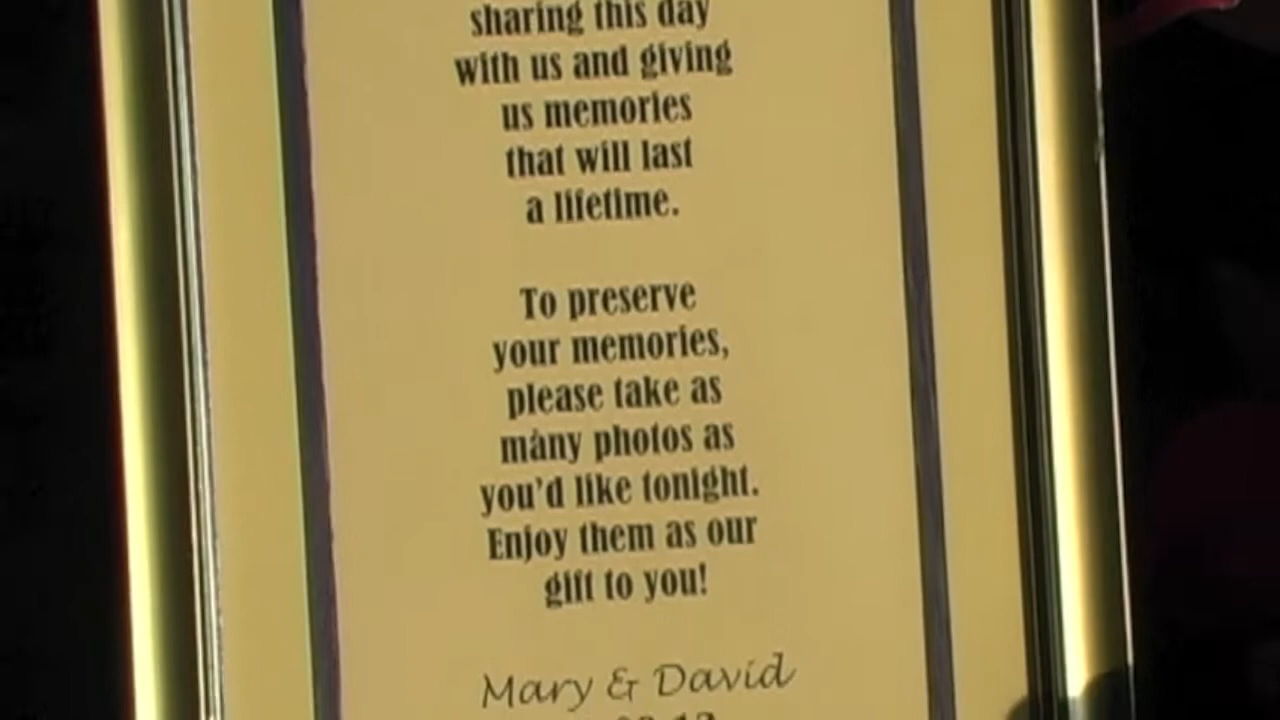 sharing this day
with us and giving
us memories
that will last
a lifetime.
To preserve
your memories,
please take as
many photos as
you'd like tonight.
Enjoy them as our
gift to you!
Mary & David